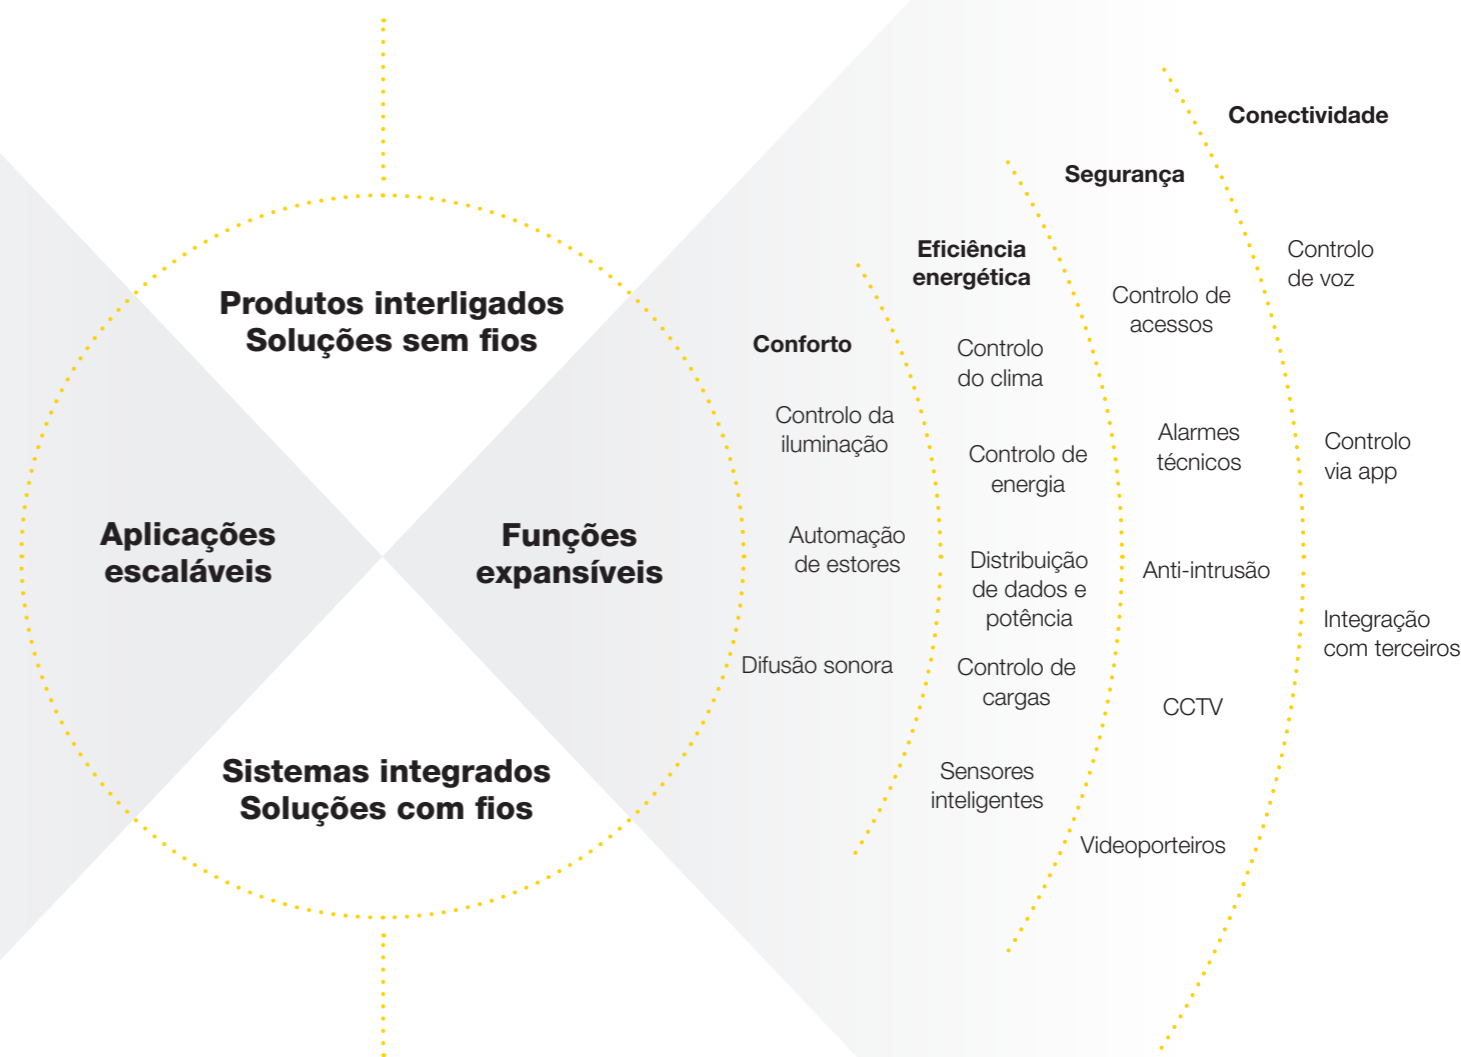 Produtos interligados
Soluções sem fios
Aplicações
escaláveis
Funções
expansíveis
Sistemas integrados
Soluções com fios
Conforto
Controlo da
iluminação
Automação
de estores
Difusão sonora
Eficiência
energética
Controlo
do clima
Controlo de
energia
Distribuição
de dados e
potência
Controlo de
cargas
Sensores
inteligentes
Segurança
Controlo de
acessos
Alarmes
técnicos
Anti-intrusão
CCTV
Videoporteiros
Conectividade
Controlo
de voz
Controlo
via app
Integração
com terceiros